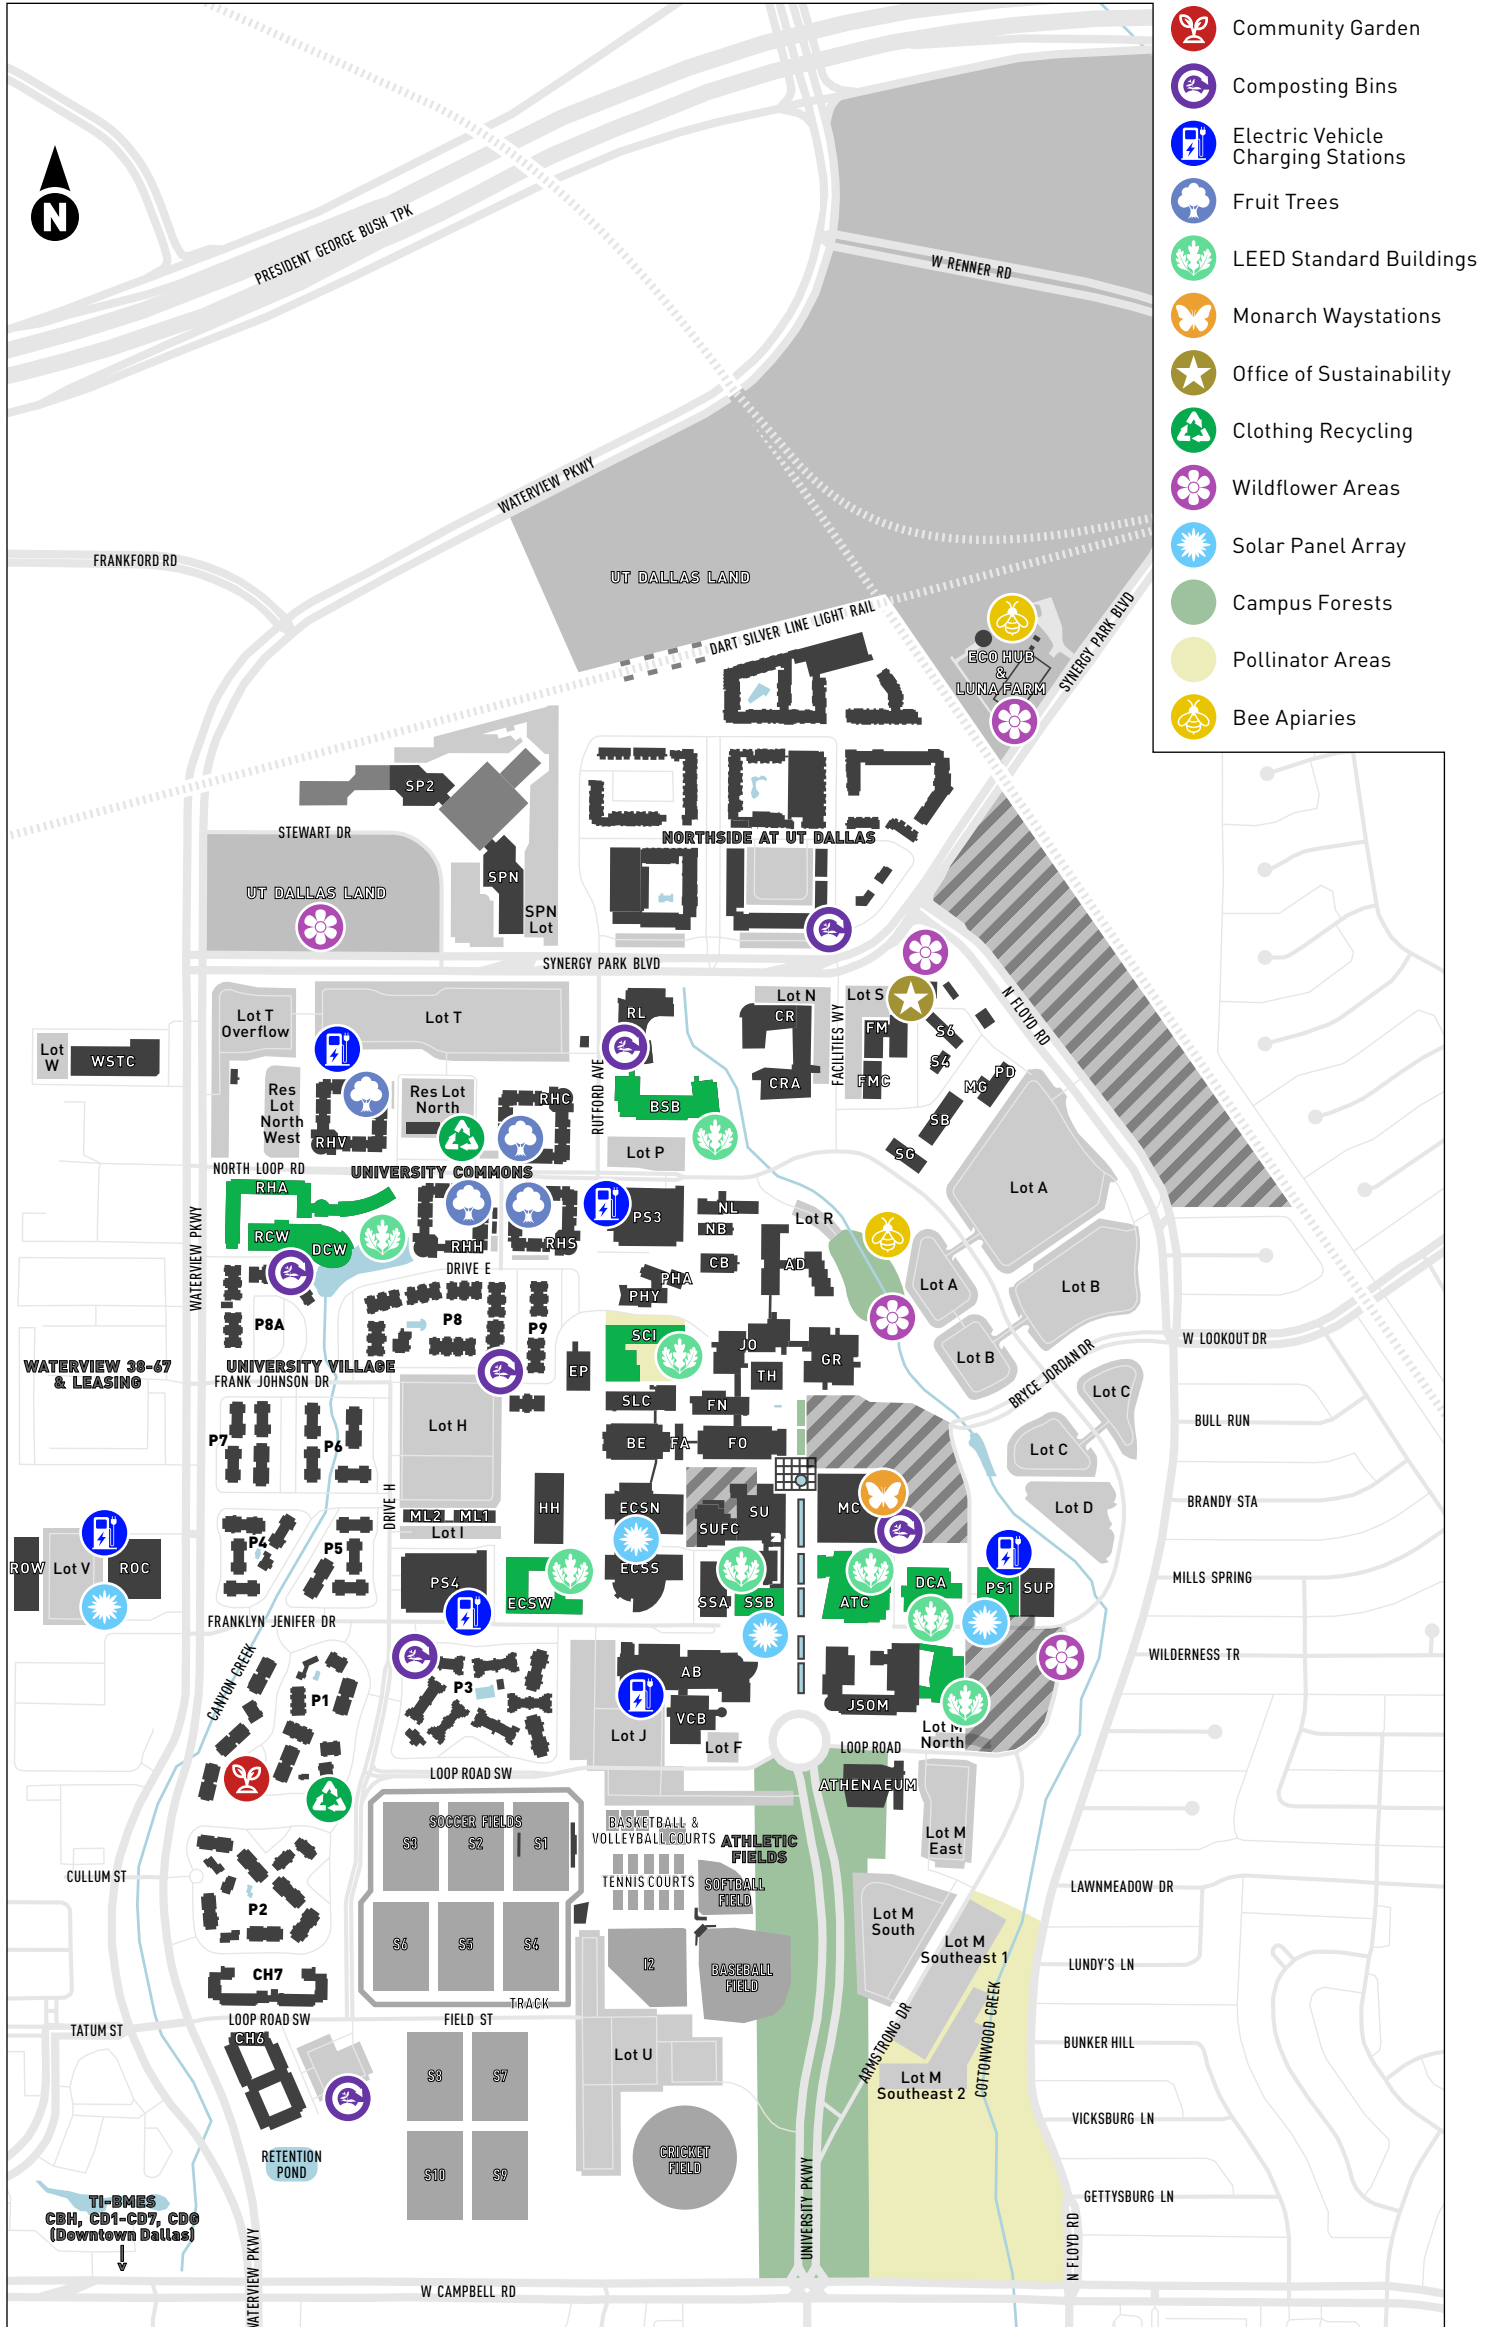 Community Garden
Composting Bins
Electric Vehicle
Charging Stations
Fruit Trees
LEED Standard Buildings
Monarch Waystations
Office of Sustainability
Clothing Recycling
Wildflower Areas
Solar Panel Array
Campus Forests
Pollinator Areas
Bee Apiaries
N
PRESIDENT GEORGE BUSH TPK
W RENNER RD
WATERVIEW PKWY
FRANKFORD RD
UT DALLAS LAND
DART SILVER LINE LIGHT RAIL
ECO HUB
&
LUNA FARM
SYNERGY PARK BLVD
SP2
STEWART DR
NORTHSIDE AT UT DALLAS
SPN
UT DALLAS LAND
SPN
Lot
SYNERGY PARK BLVD
Lot T
Overflow
Lot T
RL
Lot N
CR
Lot S
FM
S6
N FLOYD RD
Lot
W
WSTC
FACILITIES WY
S4
PD
MG
FMC
CRA
Res
Lot
North
West
RHV
Res Lot
North
RHC
RUTFORD AVE
BSB
SB
SG
Lot P
NORTH LOOP RD
UNIVERSITY COMMONS
RHA
RCW
DCW
RHH
RHS
PS3
NL
NB
CB
AD
Lot R
Lot A
WATERVIEW PKWY
DRIVE E
PHA
PHY
Lot A
Lot B
P8A
P8
P9
SCI
JO
GR
TH
EP
Lot B
W LOOKOUT DR
WATERVIEW 38-67
& LEASING
UNIVERSITY VILLAGE
FRANK JOHNSON DR
BRYCE JORDAN DR
Lot C
SLC
FN
Lot H
BE
FA
FO
Lot C
BULL RUN
P7
P6
DRIVE H
HH
ECSN
SU
SUFC
MC
Lot D
BRANDY STA
ML2
ML1
Lot I
P4
P5
ROW
Lot V
ROC
PS4
ECSW
ECSS
SSA
SSB
ATC
DCA
PS1
SUP
MILLS SPRING
FRANKLYN JENIFER DR
CANYON CREEK
WILDERNESS TR
P1
P3
AB
VCB
JSOM
Lot J
Lot F
Lot M
North
LOOP ROAD
LOOP ROAD SW
ATHENAEUM
SOCCER FIELDS
S3
S2
S1
BASKETBALL &
VOLLEYBALL COURTS
ATHLETIC
FIELDS
Lot M
East
CULLUM ST
TENNIS COURTS
SOFTBALL
FIELD
LAWNMEADOW DR
P2
Lot M
South
S6
S5
S4
I2
BASEBALL
FIELD
Lot M
Southeast 1
LUNDY'S LN
CH7
TRACK
LOOP ROAD SW
FIELD ST
TATUM ST
CH6
Lot U
ARMSTRONG DR
COTTONWOOD CREEK
BUNKER HILL
S8
S7
Lot M
Southeast 2
VICKSBURG LN
RETENTION
POND
S10
S9
CRICKET
FIELD
UNIVERSITY PKWY
GETTYSBURG LN
TI-BMES
CBH, CD1-CD7, CDG
(Downtown Dallas)
WATERVIEW PKWY
N FLOYD RD
W CAMPBELL RD